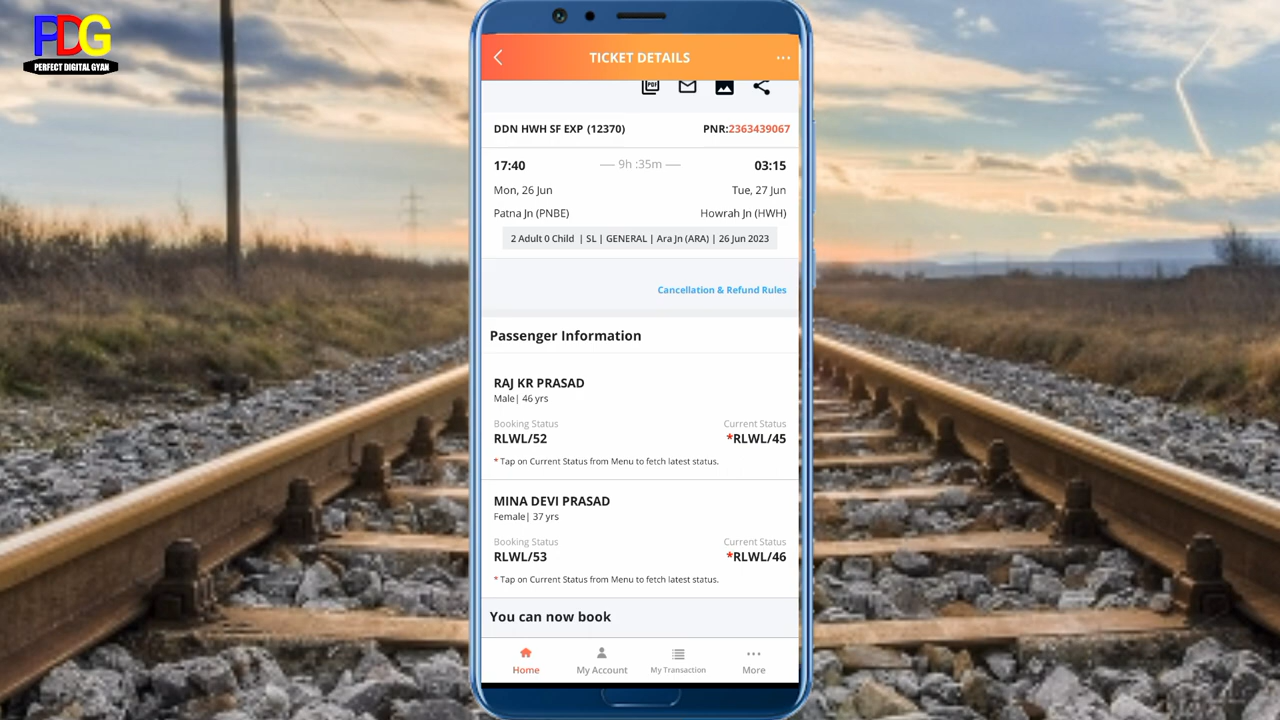 PDG
PERFECT DIGITAL GYAN
TICKET DETAILS
PDF
DDN HWH SF EXP (12370)
PNR:2363439067
17:40
9h :35m
03:15
Mon, 26 Jun
Tue, 27 Jun
Patna Jn (PNBE)
Howrah Jn (HWH)
2 Adult 0 Child | SL | GENERAL | Ara Jn (ARA) | 26 Jun 2023
Cancellation & Refund Rules
Passenger Information
RAJ KR PRASAD
Male| 46 yrs
Booking Status
Current Status
RLWL/52
*RLWL/45
* Tap on Current Status from Menu to fetch latest status.
MINA DEVI PRASAD
Female| 37 yrs
Booking Status
Current Status
RLWL/53
*RLWL/46
* Tap on Current Status from Menu to fetch latest status.
You can now book
Home
My Account
My Transaction
More